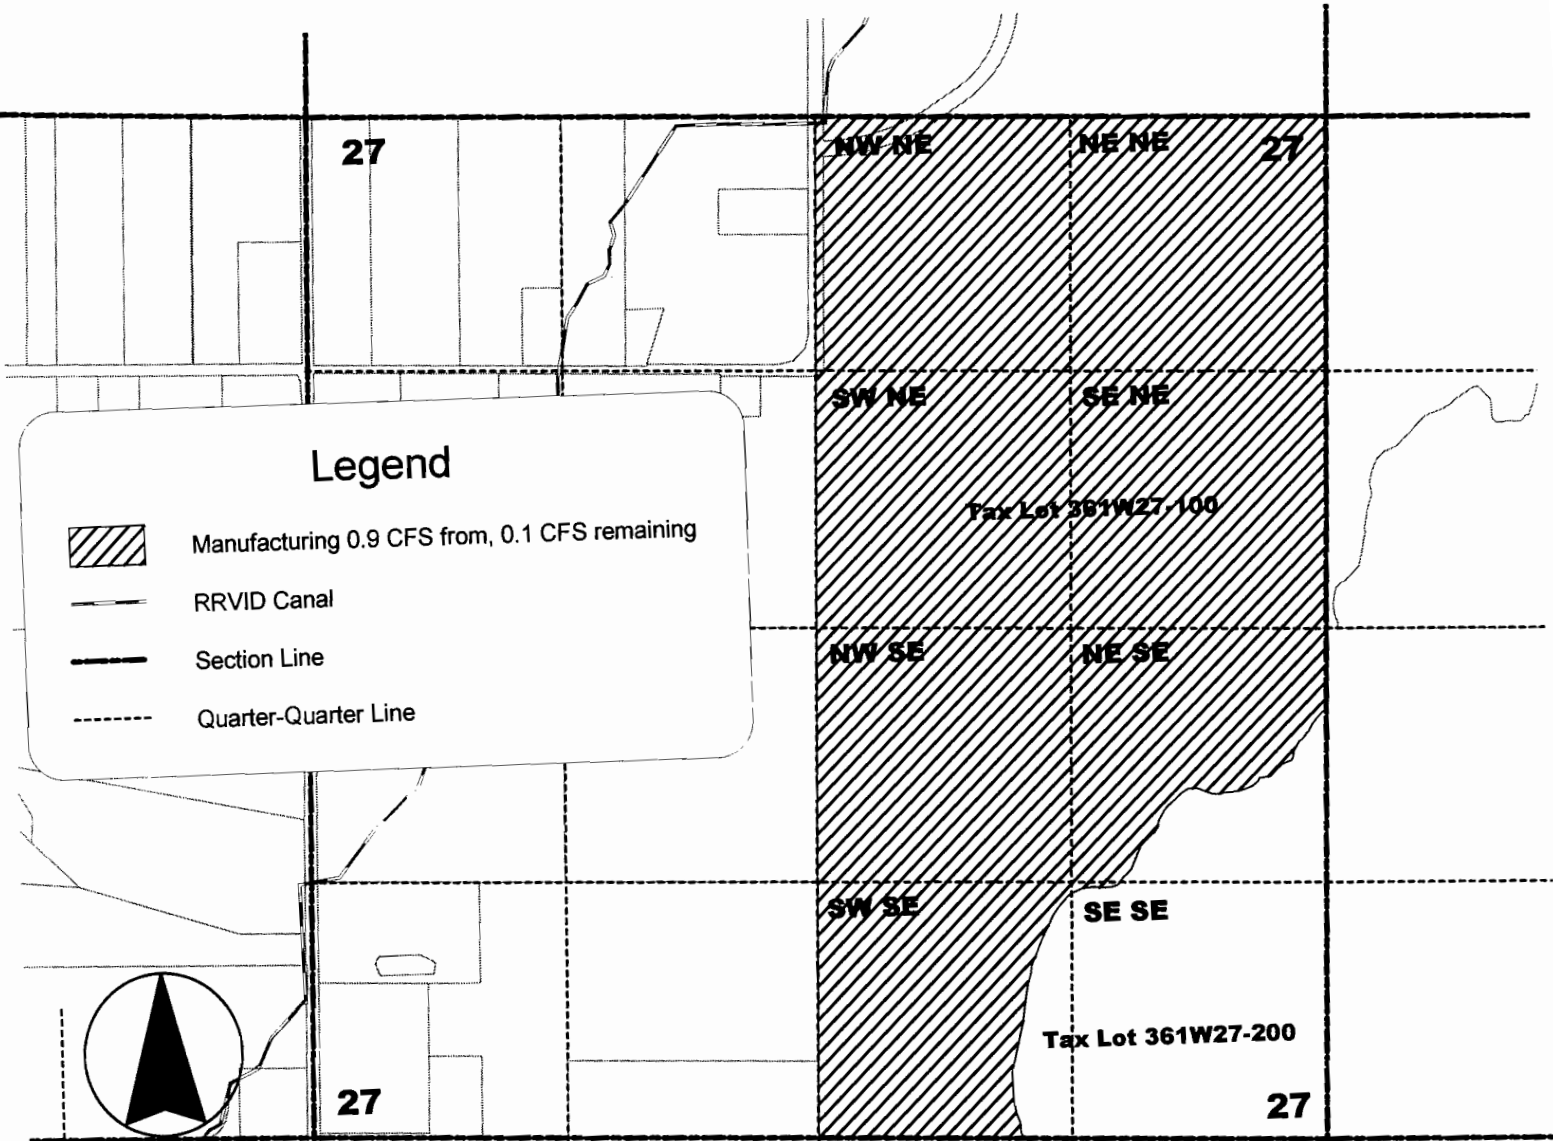 27
NW NE
NE NE
27
SW NE
SE NE
Legend
Tax Lot 361W27-100
Manufacturing 0.9 CFS from, 0.1 CFS remaining
RRVID Canal
Section Line
NW SE
NE SE
Quarter-Quarter Line
SW SE
SE SE
Tax Lot 361W27-200
27
27